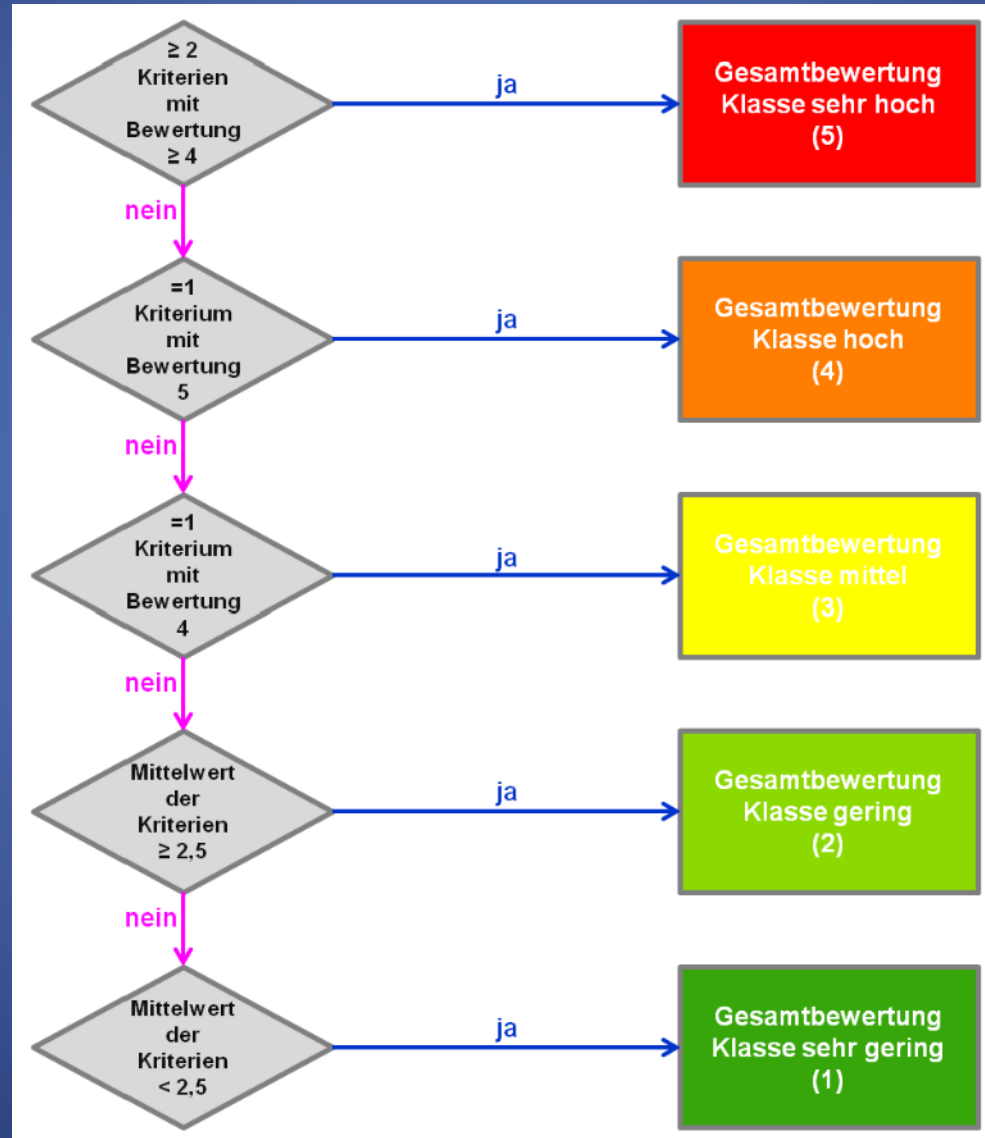 ≥ 2
Kriterien
mit
Bewertung
≥ 4
ja
Gesamtbewertung
Klasse sehr hoch
(5)
nein
=1
Kriterium
mit
Bewertung
5
ja
Gesamtbewertung
Klasse hoch
(4)
nein
=1
Kriterium
mit
Bewertung
4
ja
Gesamtbewertung
Klasse mittel
(3)
nein
Mittelwert
der
Kriterien
≥ 2,5
ja
Gesamtbewertung
Klasse gering
(2)
nein
Mittelwert
der
Kriterien
< 2,5
ja
Gesamtbewertung
Klasse sehr gering
(1)